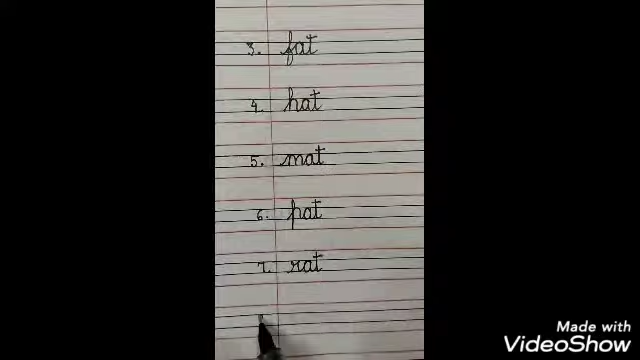 3. fat
4. hat
5. mat
6. pat
7. rat
Made with
VideoShow